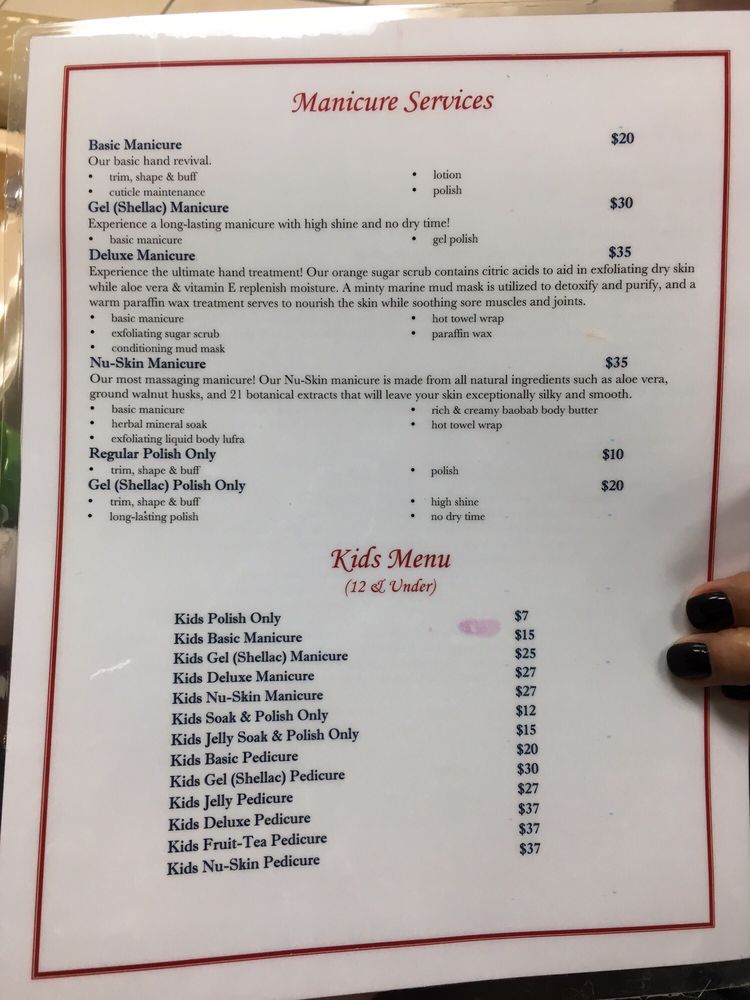 Manicure Services
Basic Manicure $20
Our basic hand revival.
• trim, shape & buff • lotion
• cuticle maintenance • polish
Gel (Shellac) Manicure $30
Experience a long-lasting manicure with high shine and no dry time!
• basic manicure • gel polish
Deluxe Manicure $35
Experience the ultimate hand treatment! Our orange sugar scrub contains citric acids to aid in exfoliating dry skin
while aloe vera & vitamin E replenish moisture. A minty marine mud mask is utilized to detoxify and purify, and a
warm paraffin wax treatment serves to nourish the skin while soothing sore muscles and joints.
• basic manicure • hot towel wrap
• exfoliating sugar scrub • paraffin wax
• conditioning mud mask
Nu-Skin Manicure $35
Our most massaging manicure! Our Nu-Skin manicure is made from all natural ingredients such as aloe vera,
ground walnut husks, and 21 botanical extracts that will leave your skin exceptionally silky and smooth.
• basic manicure • rich & creamy baobab body butter
• herbal mineral soak • hot towel wrap
• exfoliating liquid body lufra
Regular Polish Only $10
• trim, shape & buff • polish
Gel (Shellac) Polish Only $20
• trim, shape & buff • high shine
• long-lasting polish • no dry time
Kids Menu
(12 & Under)
Kids Polish Only $7
Kids Basic Manicure $15
Kids Gel (Shellac) Manicure $25
Kids Deluxe Manicure $27
Kids Nu-Skin Manicure $27
Kids Soak & Polish Only $12
Kids Jelly Soak & Polish Only $15
Kids Basic Pedicure $20
Kids Gel (Shellac) Pedicure $30
Kids Jelly Pedicure $27
Kids Deluxe Pedicure $37
Kids Fruit-Tea Pedicure $37
Kids Nu-Skin Pedicure $37